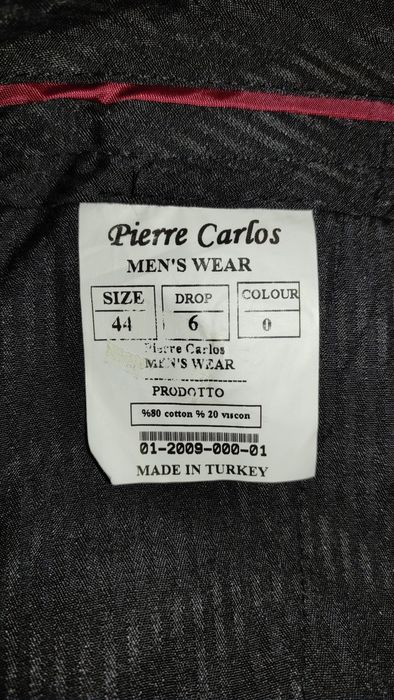 Pierre Carlos
MEN'S WEAR
SIZE DROP COLOUR
44 6 0
Pierre Carlos
MEN'S WEAR
PRODOTTO
%80 cotton % 20 viscon
01-2009-000-01
MADE IN TURKEY